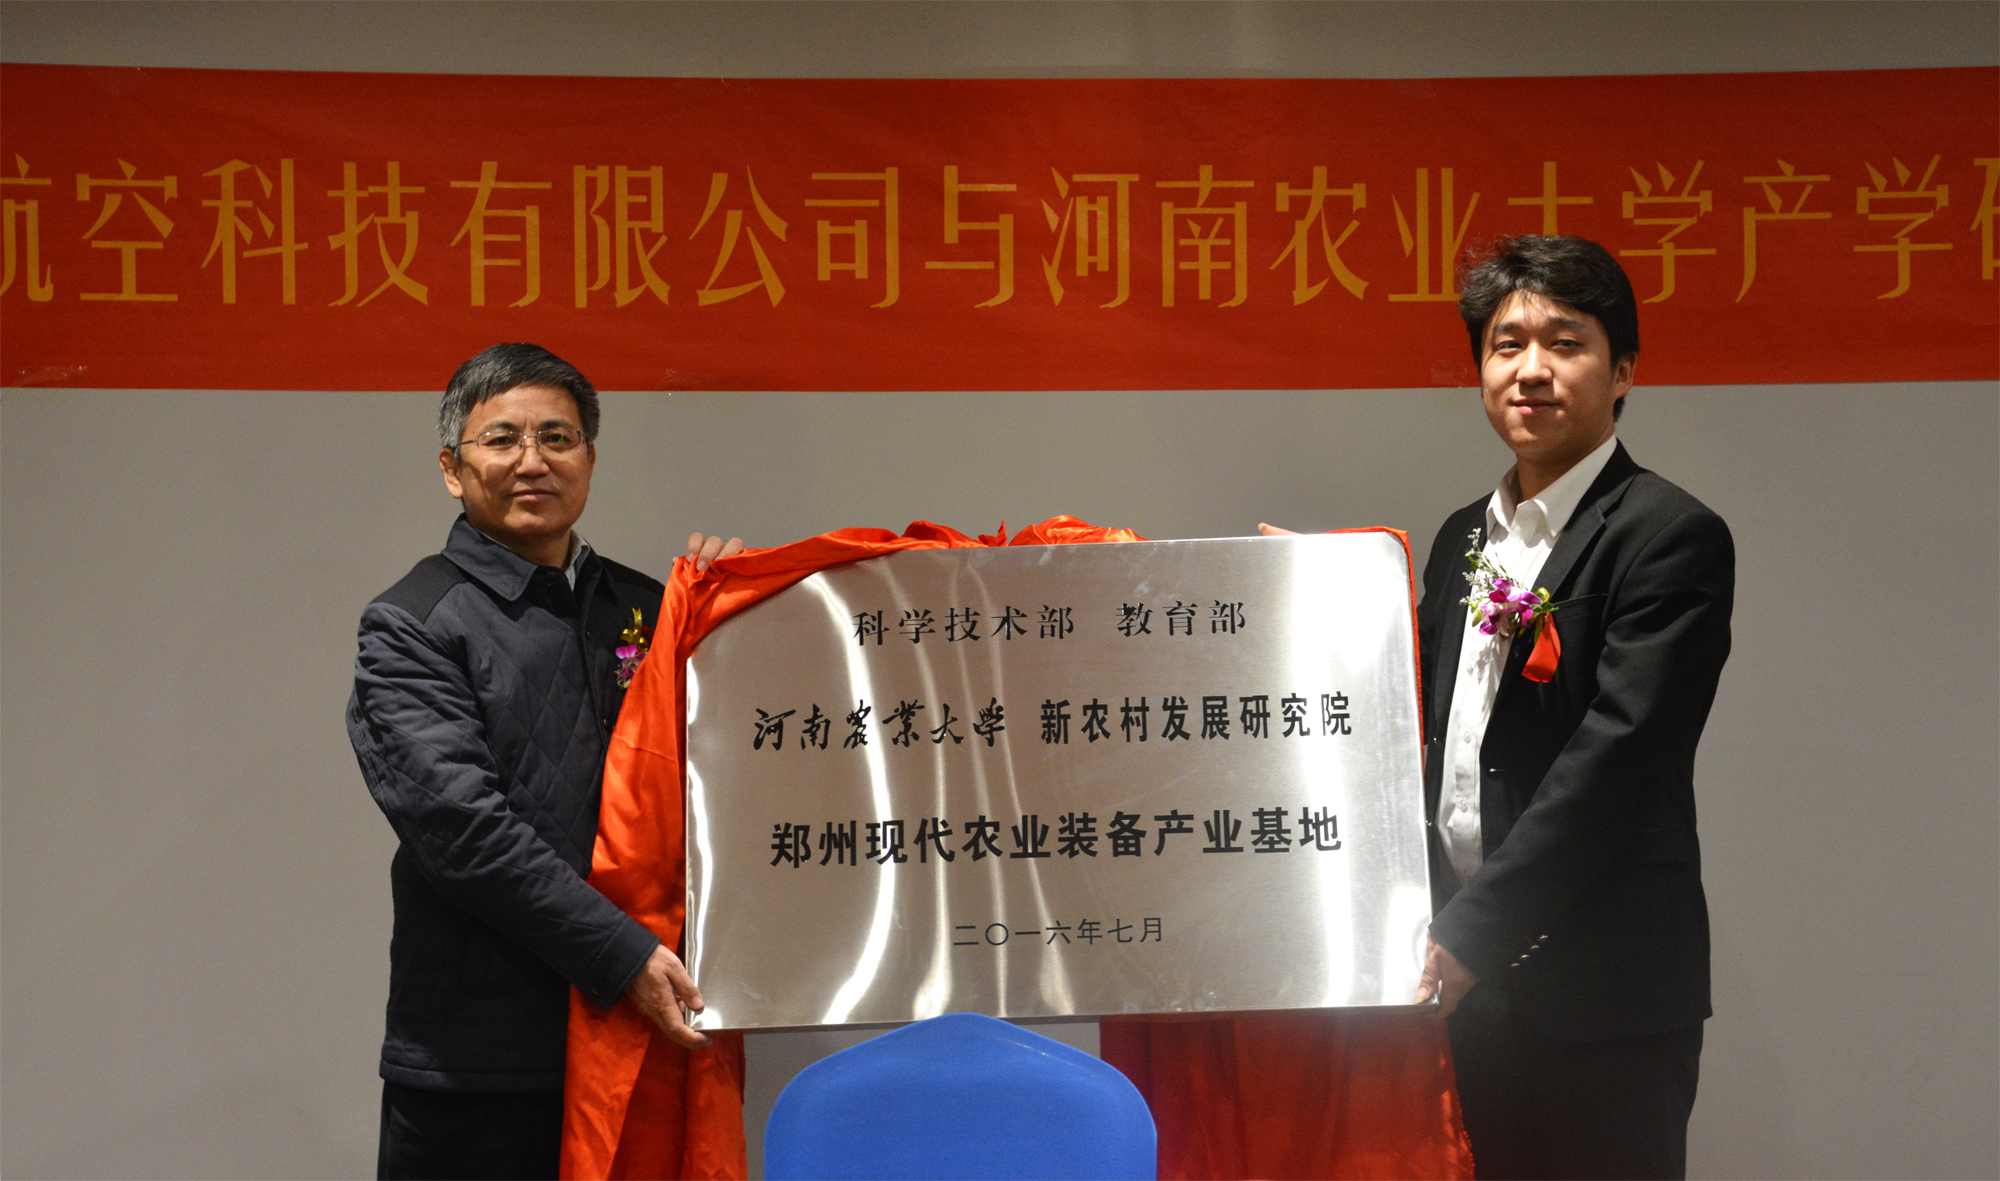 航空科技有限公司与河南农业大学产学研
科学技术部 教育部
河南農業大学 新农村发展研究院
郑州现代农业装备产业基地
二〇一六年七月